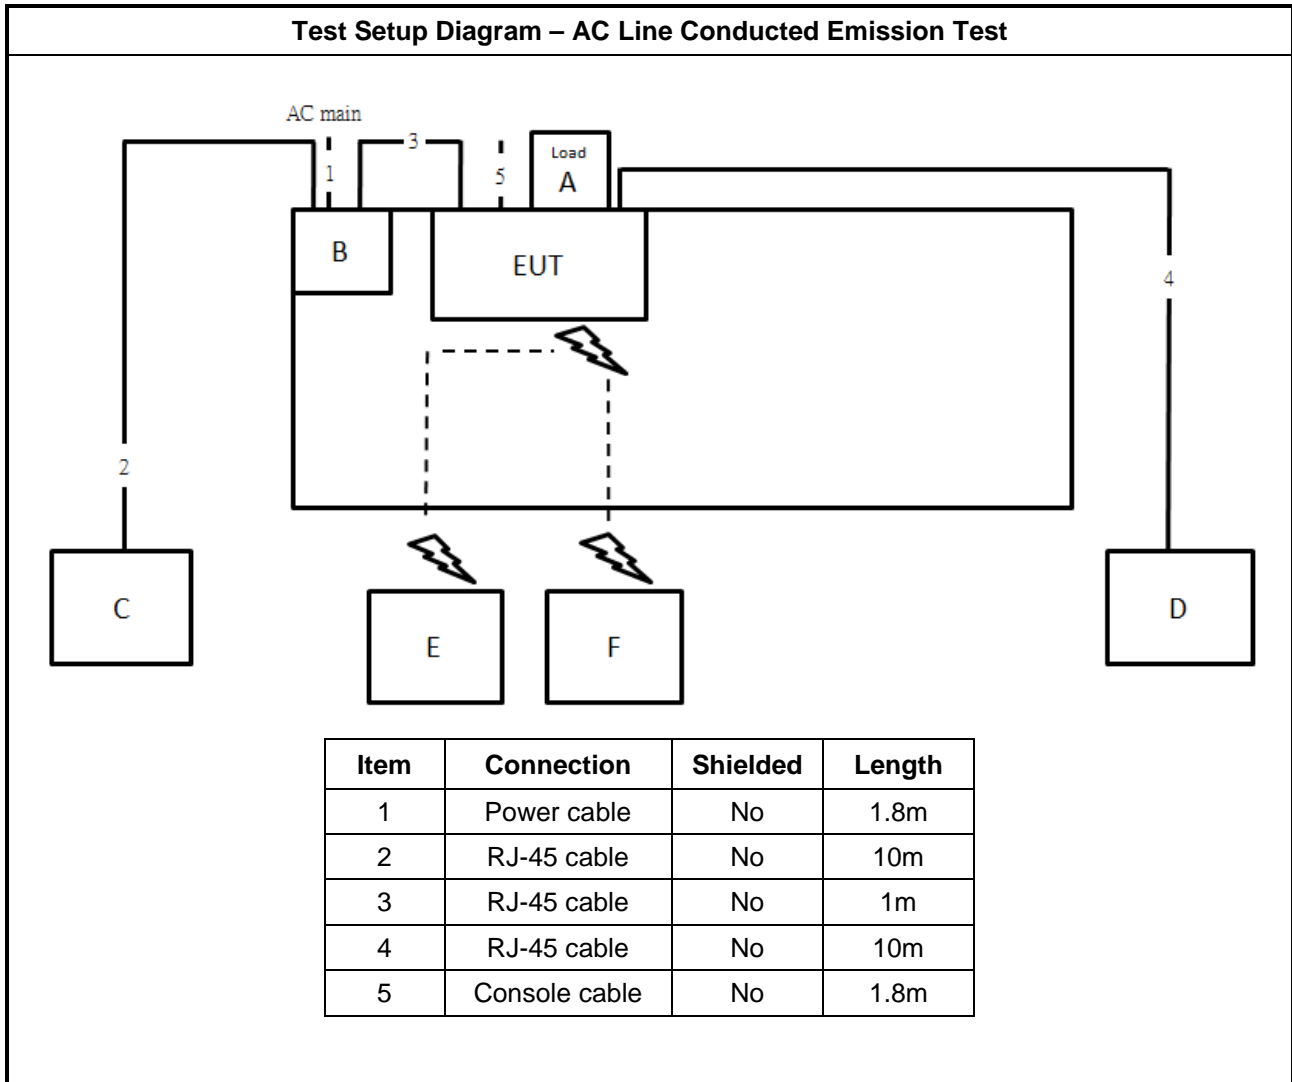 Test Setup Diagram – AC Line Conducted Emission Test
AC main
3
1
5
Load
A
B
EUT
4
2
C
D
E
F
Item Connection Shielded Length
1 Power cable No 1.8m
2 RJ-45 cable No 10m
3 RJ-45 cable No 1m
4 RJ-45 cable No 10m
5 Console cable No 1.8m